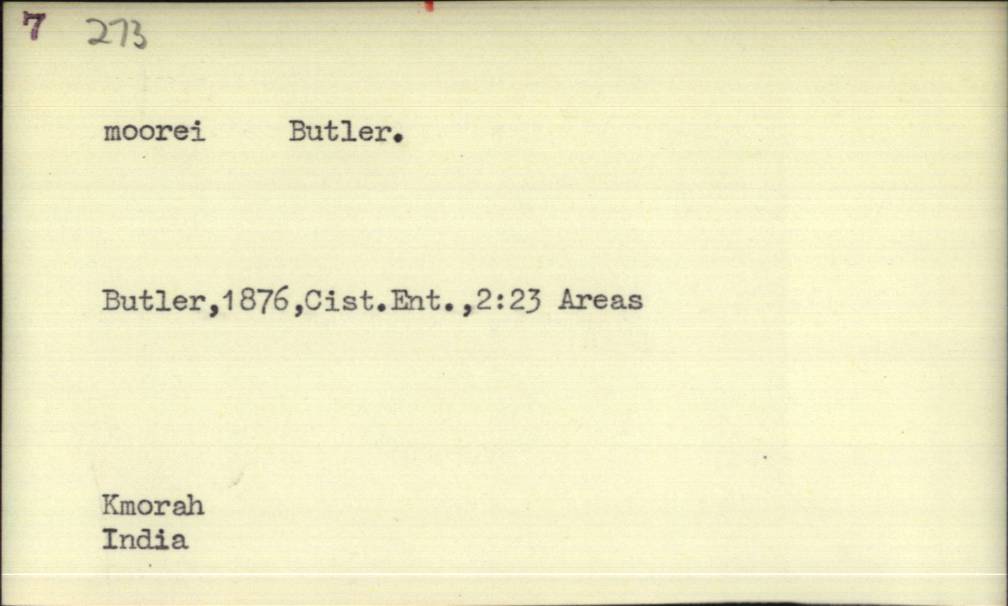 7 273
moorei Butler.
Butler,1876,Cist.Ent.,2:23 Areas
Kmorah
India